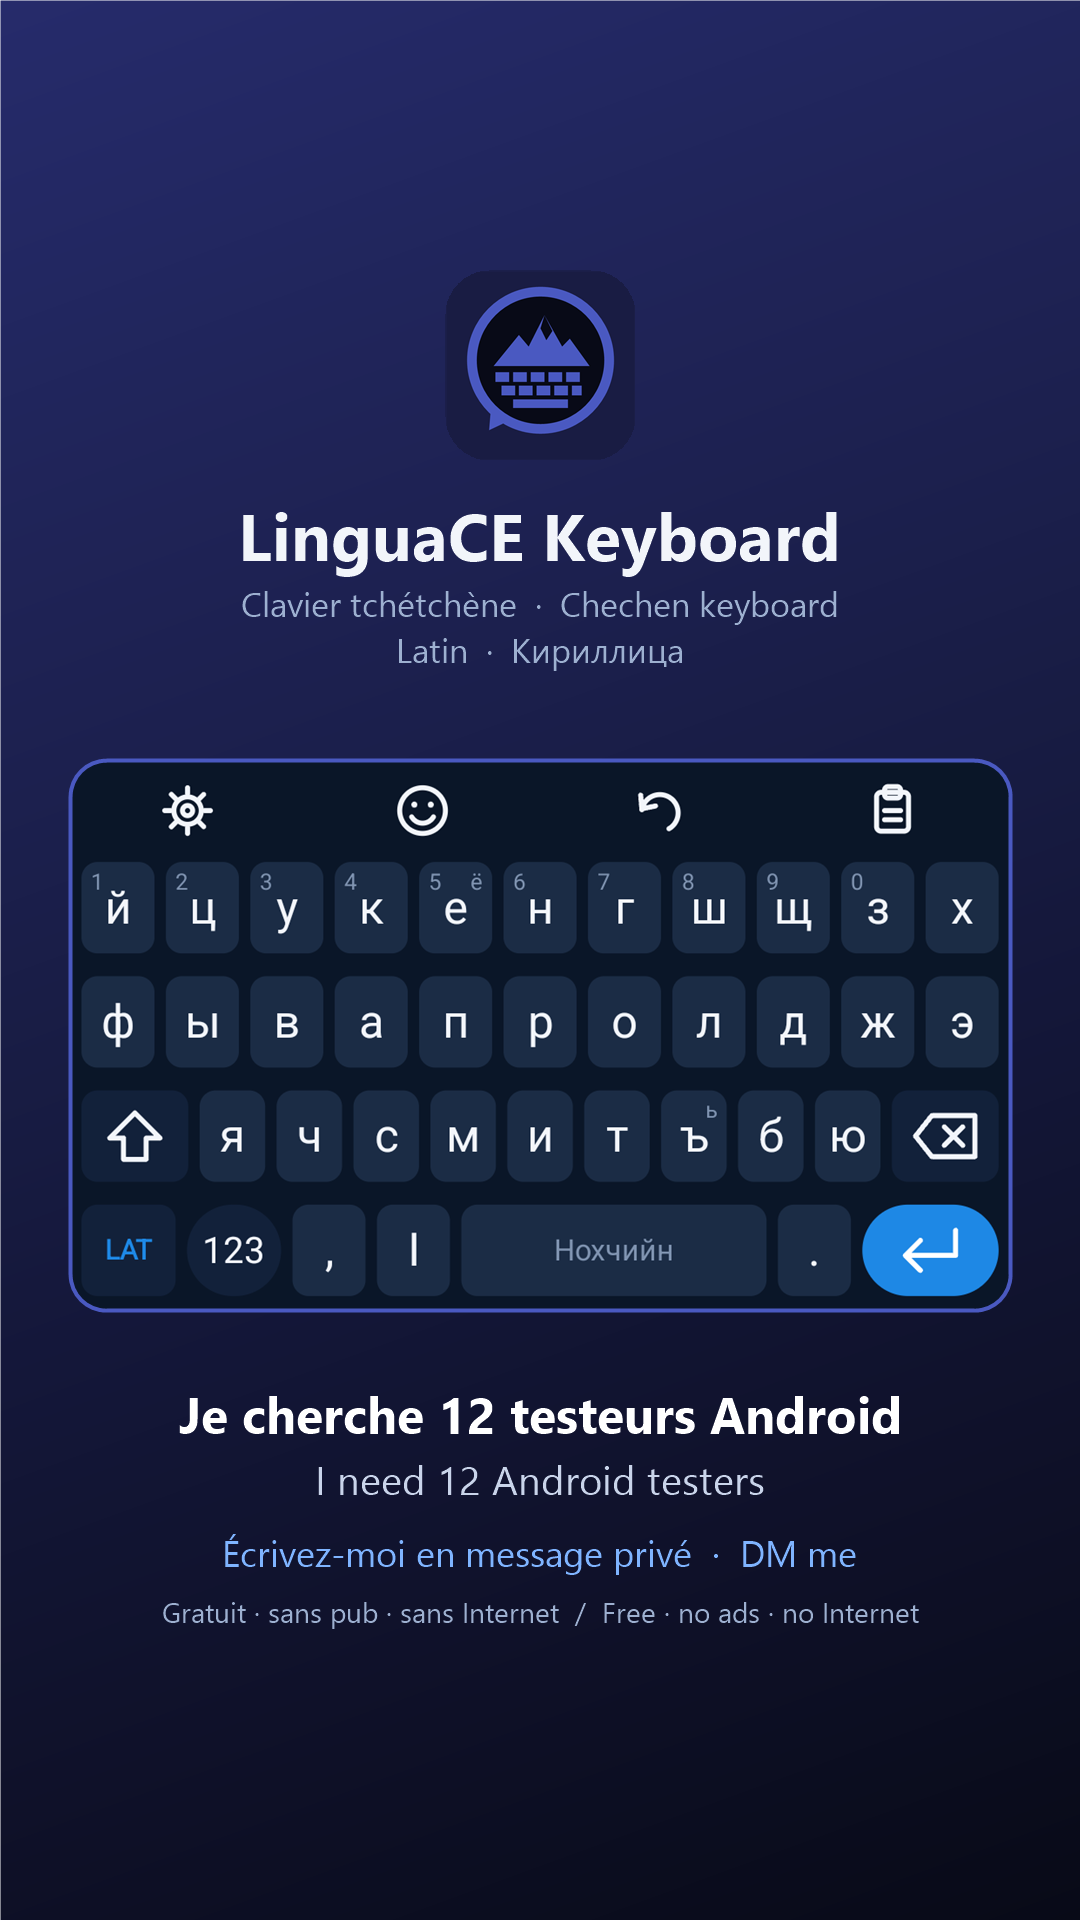 LinguaCE Keyboard
Clavier tchétchène · Chechen keyboard
Latin · Кириллица
1 й 2 ц 3 у 4 к 5 ё е 6 н 7 г 8 ш 9 щ 0 з х
ф ы в а п р о л д ж э
я ч с м и т ь ъ б ю
LAT 123 , Ӏ Нохчийн .
Je cherche 12 testeurs Android
I need 12 Android testers
Écrivez-moi en message privé · DM me
Gratuit · sans pub · sans Internet / Free · no ads · no Internet